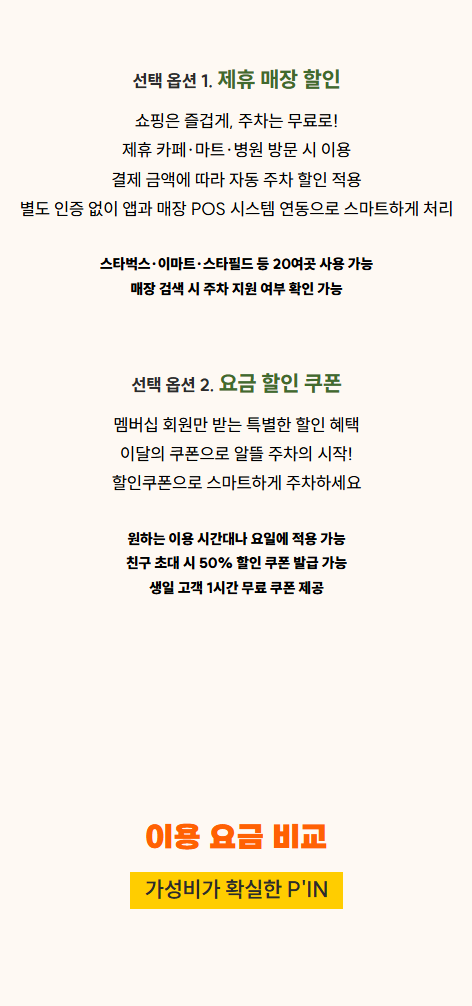 선택 옵션 1. 제휴 매장 할인
쇼핑은 즐겁게, 주차는 무료로!
제휴 카페·마트·병원 방문 시 이용
결제 금액에 따라 자동 주차 할인 적용
별도 인증 없이 앱과 매장 POS 시스템 연동으로 스마트하게 처리
스타벅스·이마트·스타필드 등 20여곳 사용 가능
매장 검색 시 주차 지원 여부 확인 가능
선택 옵션 2. 요금 할인 쿠폰
멤버십 회원만 받는 특별한 할인 혜택
이달의 쿠폰으로 알뜰 주차의 시작!
할인쿠폰으로 스마트하게 주차하세요
원하는 이용 시간대나 요일에 적용 가능
친구 초대 시 50% 할인 쿠폰 발급 가능
생일 고객 1시간 무료 쿠폰 제공
이용 요금 비교
가성비가 확실한 P'IN